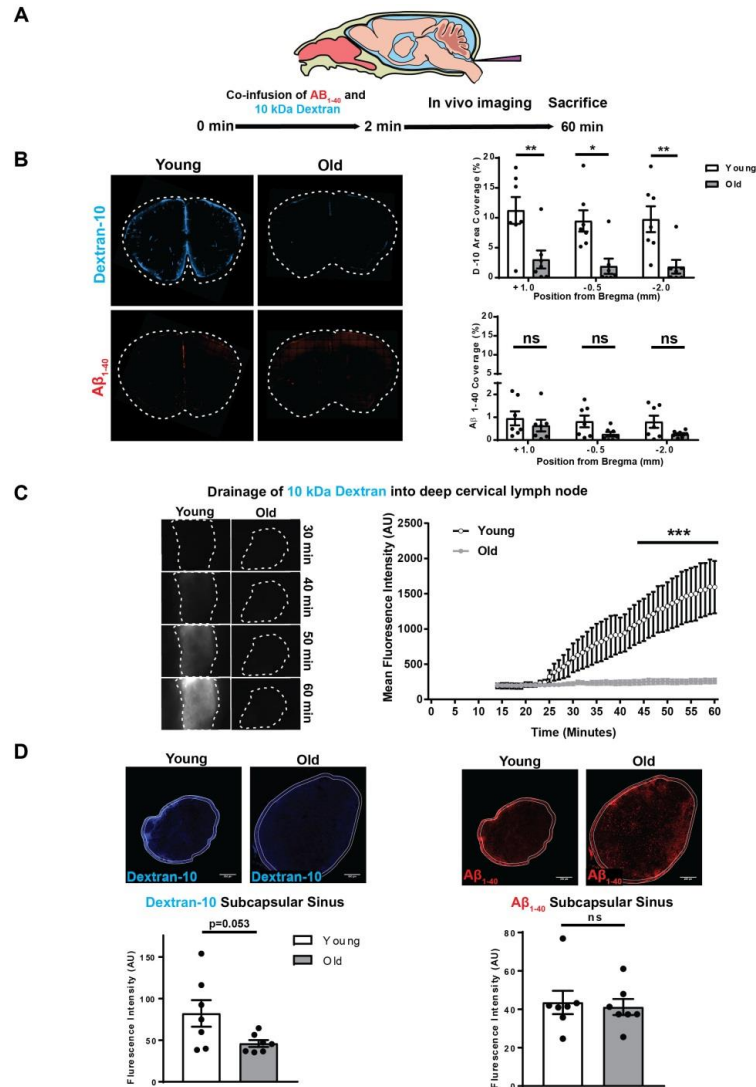 A
Co-infusion of AB1-40 and
10 kDa Dextran
In vivo imaging
Sacrifice
0 min
2 min
60 min
B
Young
Old
Dextran-10
Aβ1-40
D-10 Area Coverage (%)
20
15
10
5
0
**
*
**
Young
Old
+1.0
-0.5
-2.0
Position from Bregma (mm)
Aβ 1-40 Coverage (%)
20
15
10
5
2
1
0
ns
ns
ns
+1.0
-0.5
-2.0
Position from Bregma (mm)
C
Drainage of 10 kDa Dextran into deep cervical lymph node
Young
Old
30 min
40 min
50 min
60 min
Mean Fluoresence Intensity (AU)
2500
2000
1500
1000
500
0
Young
Old
***
0 5 10 15 20 25 30 35 40 45 50 55 60
Time (Minutes)
D
Young
Old
Dextran-10
Dextran-10
Dextran-10 Subcapsular Sinus
p=0.053
Young
Old
Flurescence Intensity (AU)
150
100
50
0
Young
Old
Aβ1-40
Aβ1-40
Aβ1-40 Subcapsular Sinus
ns
Flurescence Intensity (AU)
80
60
40
20
0